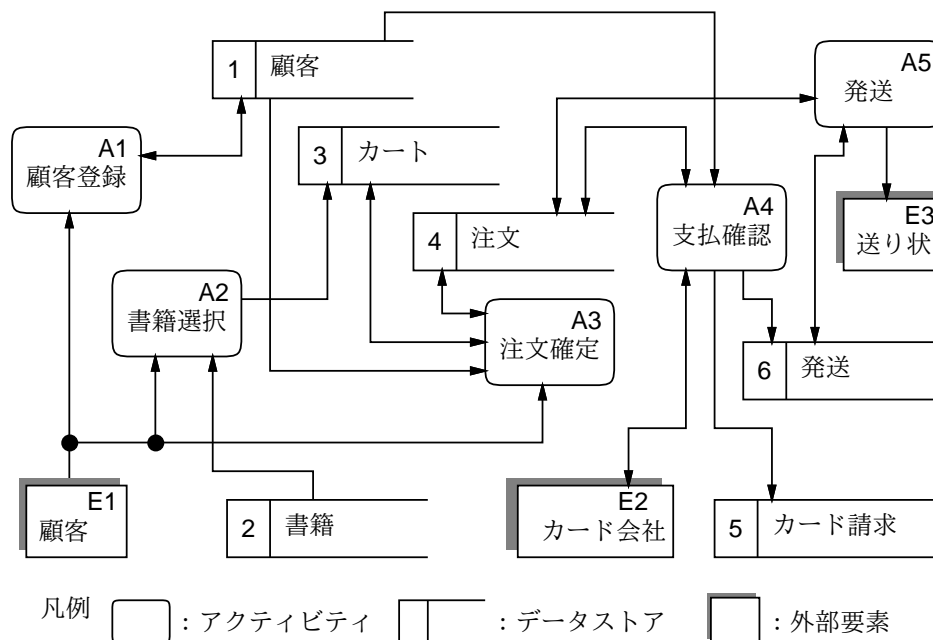 1 顧客
A5
発送
A1
顧客登録
3 カート
4 注文
A4
支払確認
E3
送り状
A2
書籍選択
A3
注文確定
6 発送
E1
顧客
2 書籍
E2
カード会社
5 カード請求
凡例 : アクティビティ : データストア : 外部要素